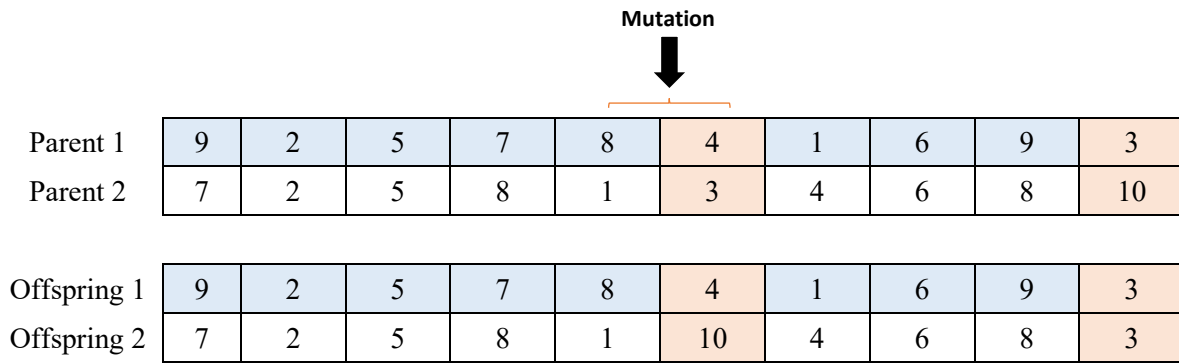 Mutation
Parent 1 9 2 5 7 8 4 1 6 9 3
Parent 2 7 2 5 8 1 3 4 6 8 10
Offspring 1 9 2 5 7 8 4 1 6 9 3
Offspring 2 7 2 5 8 1 10 4 6 8 3